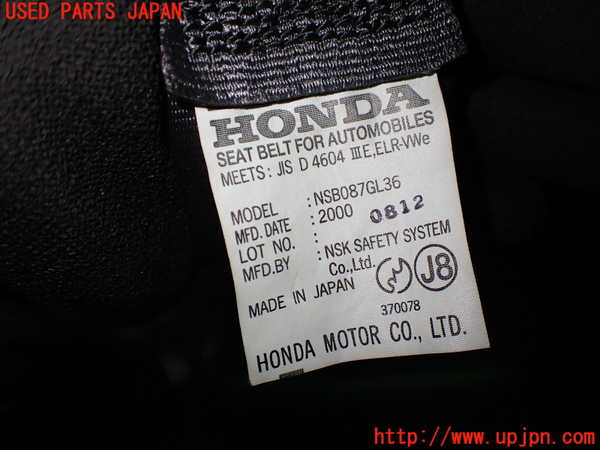 USED PARTS JAPAN
HONDA
SEAT BELT FOR AUTOMOBILES
MEETS: JIS D 4604 ⅢE,ELR-VWe
MODEL : NSB087GL36
MFD. DATE : 2000 0812
LOT NO. :
MFD.BY : NSK SAFETY SYSTEM
Co.,Ltd.
J8
MADE IN JAPAN
370078
HONDA MOTOR CO., LTD.
http://www.upjpn.com/